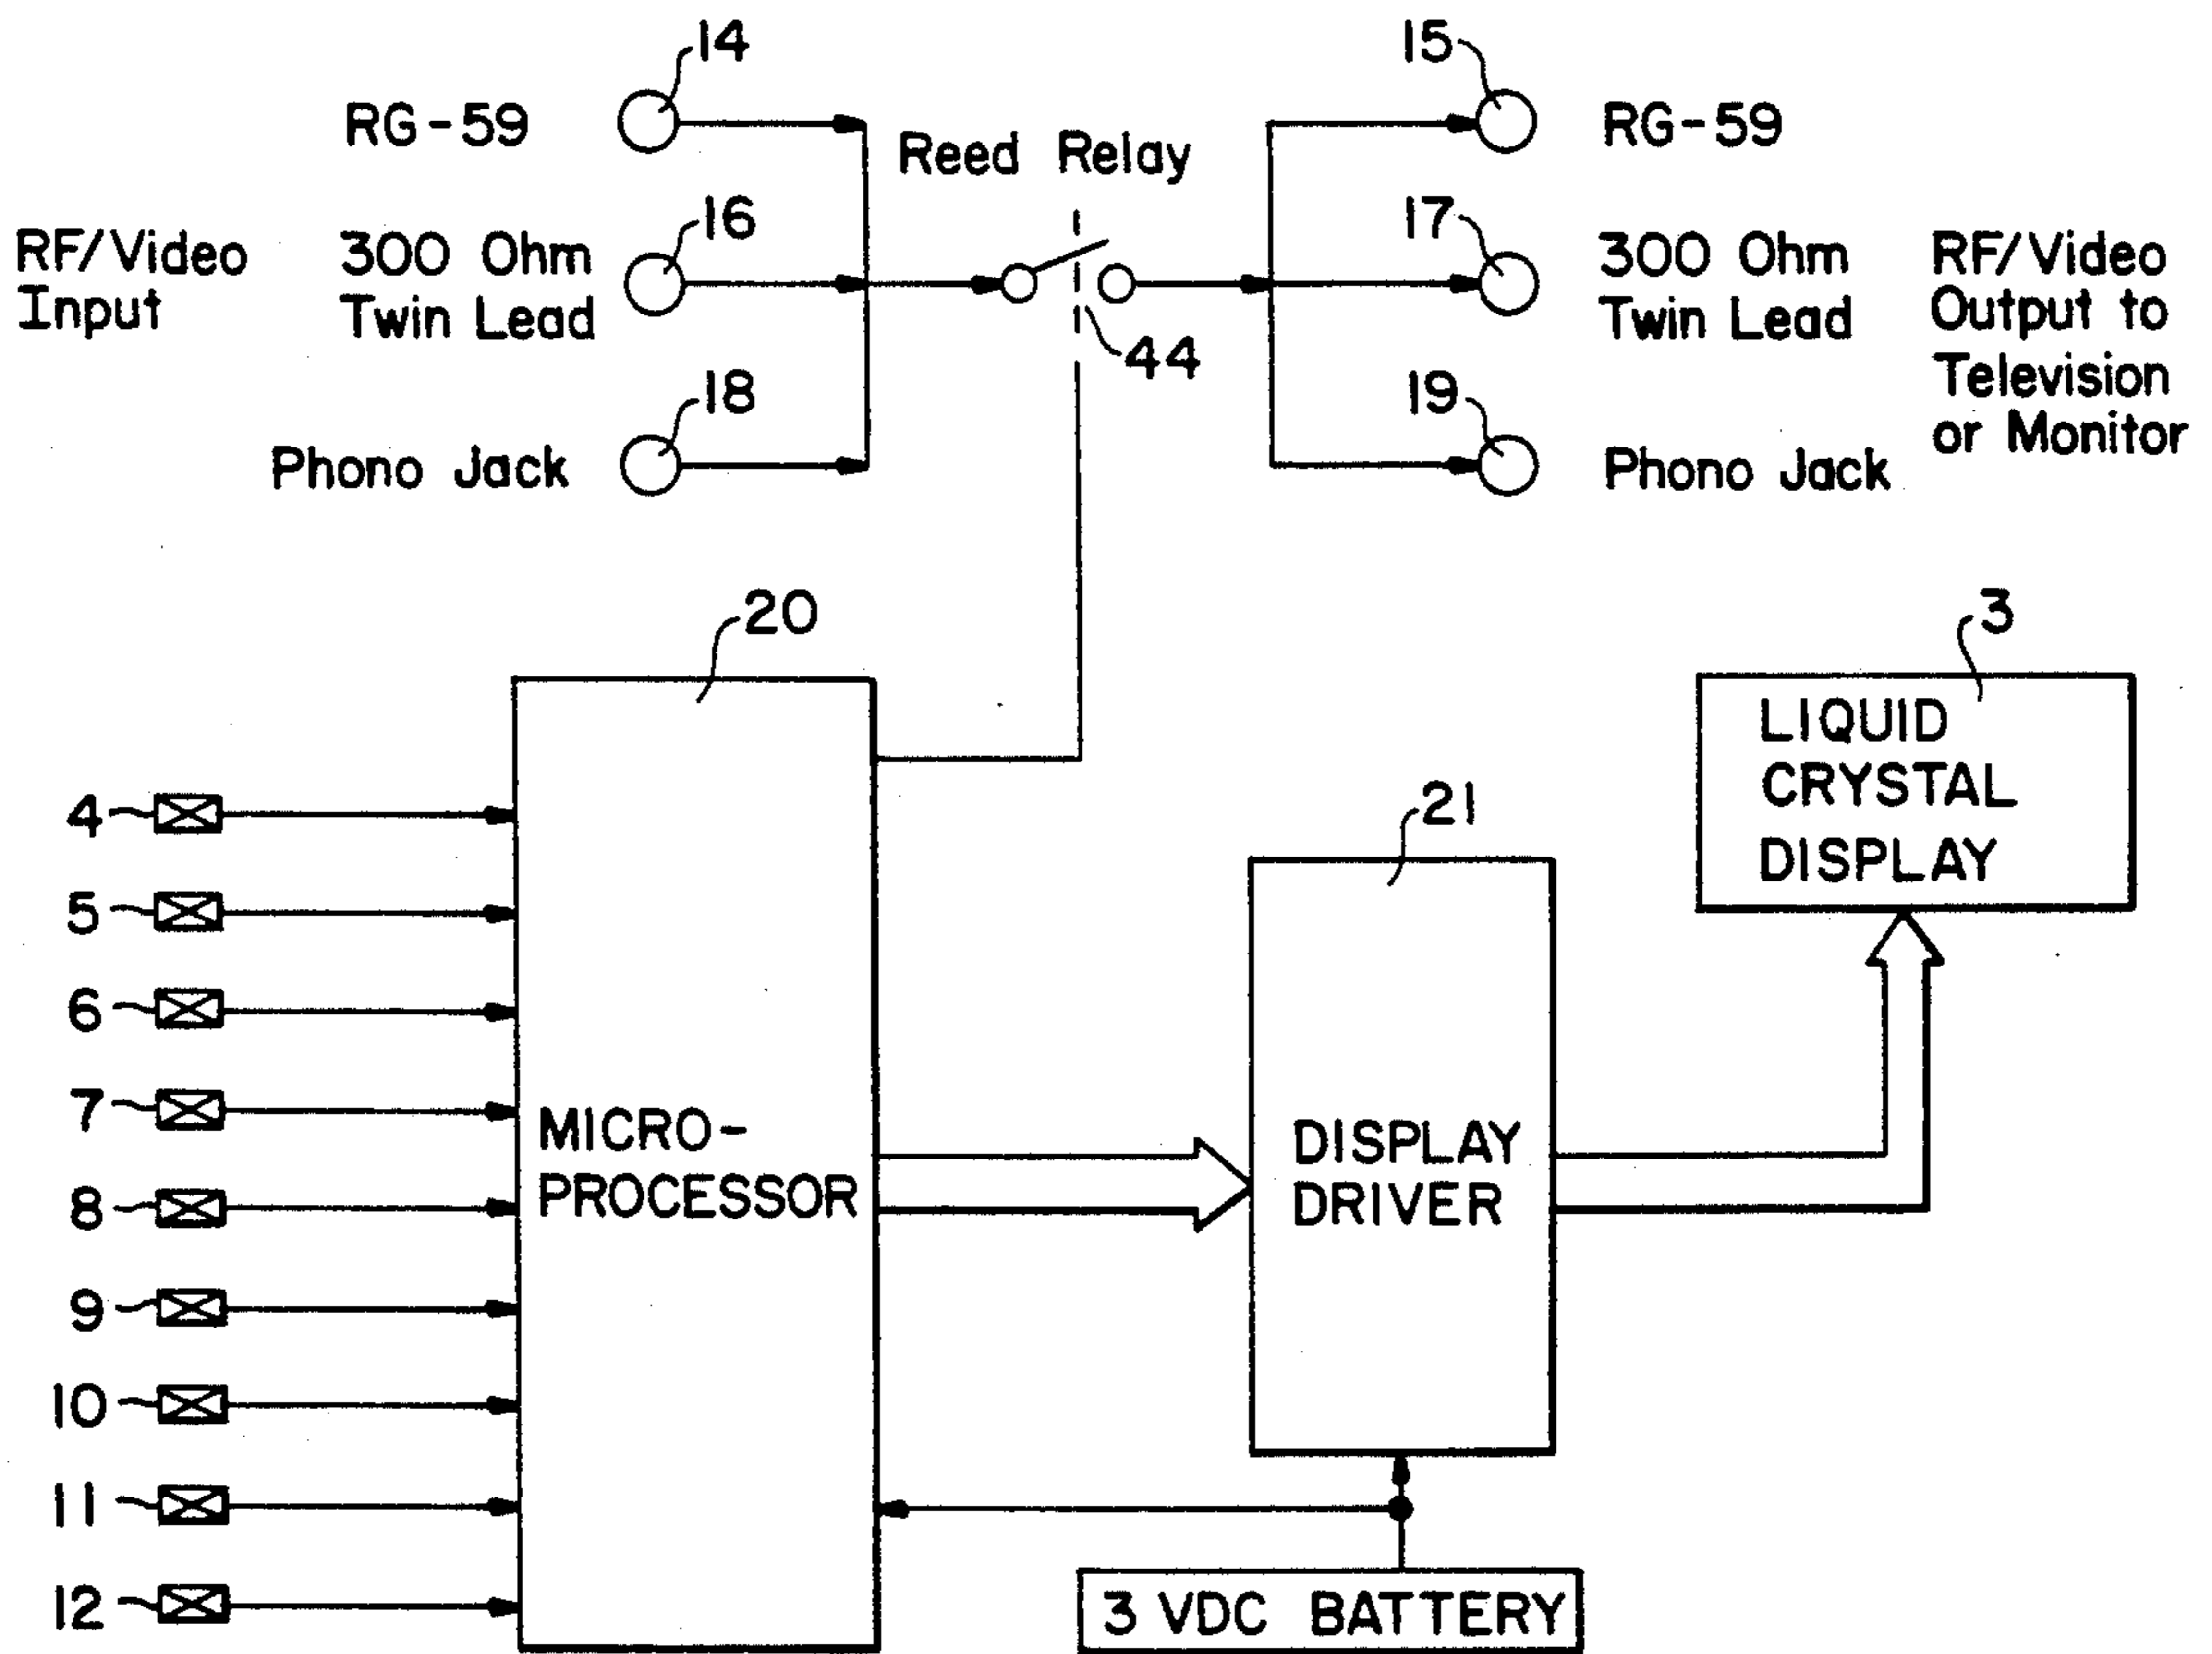 14
15
RG-59
RG-59
Reed Relay
16
17
RF/Video
Input
300 Ohm
Twin Lead
300 Ohm
Twin Lead
RF/Video
Output to
Television
or Monitor
44
18
19
Phono Jack
Phono Jack
20
3
LIQUID
CRYSTAL
DISPLAY
21
4
5
6
7
8
9
10
11
12
MICRO-
PROCESSOR
DISPLAY
DRIVER
3 VDC BATTERY